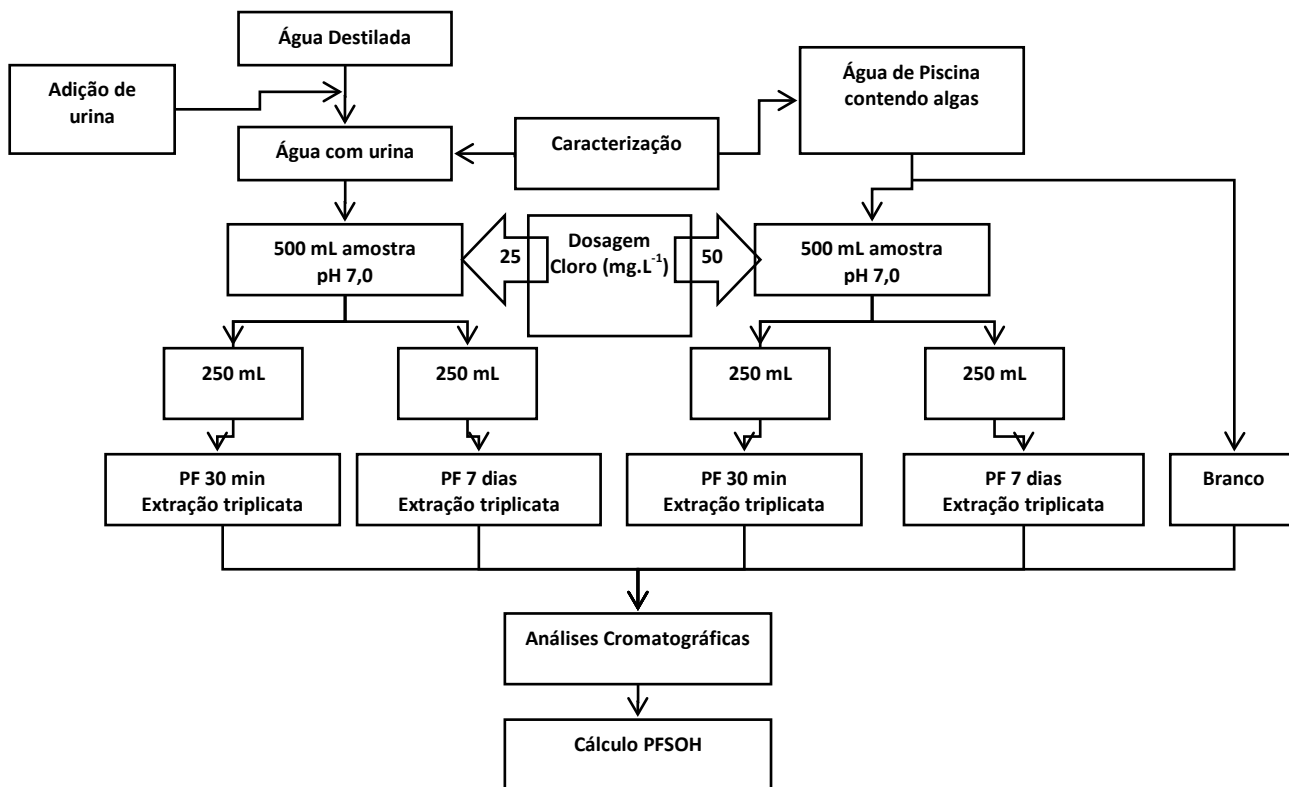 Água Destilada
Adição de
urina
Água de Piscina
contendo algas
Água com urina
Caracterização
500 mL amostra
pH 7,0
25
Dosagem
Cloro (mg.L⁻¹)
50
500 mL amostra
pH 7,0
250 mL
250 mL
250 mL
250 mL
PF 30 min
Extração triplicata
PF 7 dias
Extração triplicata
PF 30 min
Extração triplicata
PF 7 dias
Extração triplicata
Branco
Análises Cromatográficas
Cálculo PFSOH